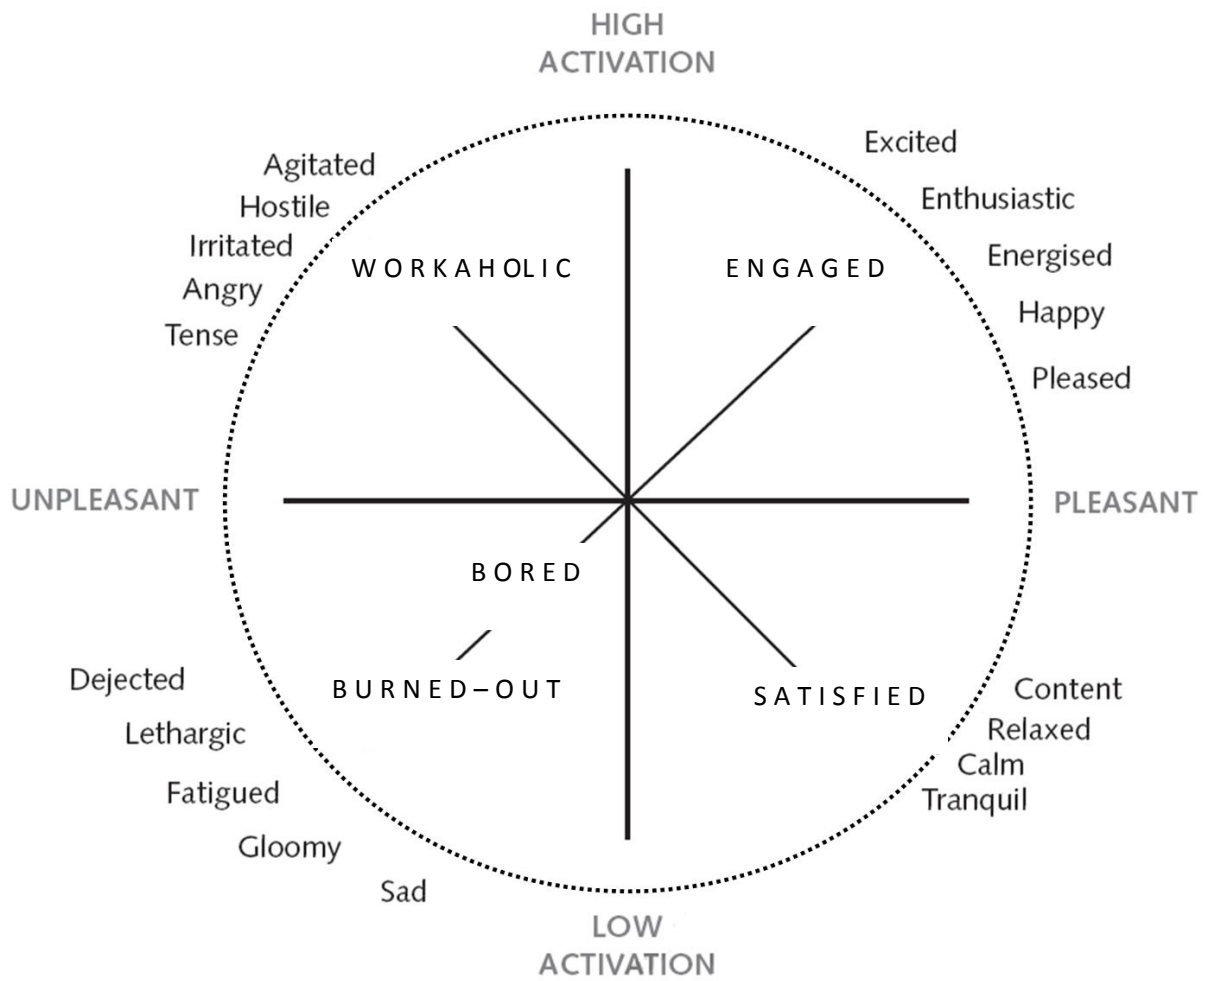 HIGH
ACTIVATION
Excited
Agitated
Enthusiastic
Hostile
Irritated
Energised
WORKAHOLIC
ENGAGED
Angry
Happy
Tense
Pleased
UNPLEASANT
PLEASANT
BORED
Dejected
BURNED–OUT
SATISFIED
Content
Lethargic
Relaxed
Calm
Fatigued
Tranquil
Gloomy
Sad
LOW
ACTIVATION